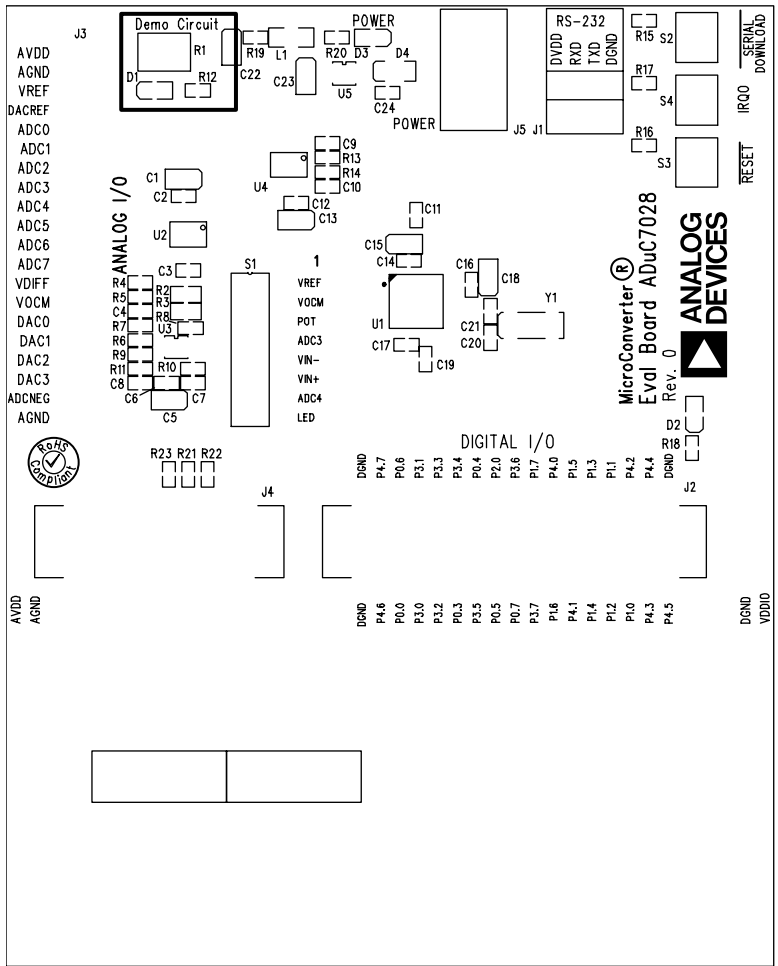 J3
Demo Circuit
R1
D1
R12
C22
R19
L1
C23
R20
POWER
D3
D4
U5
C24
POWER
J5
J1
RS-232
DVDD
RXD
TXD
DGND
R15
S2
SERIAL
DOWNLOAD
R17
S4
IRQ0
R16
S3
RESET
AVDD
AGND
VREF
DACREF
ADC0
ADC1
ADC2
ADC3
ADC4
ADC5
ADC6
ADC7
VDIFF
VOCM
DAC0
DAC1
DAC2
DAC3
ADCNEG
AGND
ANALOG I/O
C1
C2
U2
C3
C9
R13
R14
C10
U4
C12
C13
R4
R5
C4
R7
R6
R9
R11
C8
R2
R3
R8
U3
R10
C6
C7
C5
S1
1
VREF
VOCM
POT
ADC3
VIN-
VIN+
ADC4
LED
C11
C15
C14
U1
C16
C18
C21
C20
Y1
C17
C19
MicroConverter ®
Eval Board ADuC7028
Rev. 0
ANALOG
DEVICES
D2
R18
RoHS
Compliant
R23
R21
R22
J4
DIGITAL I/O
J2
DGND
P4.7
P0.6
P3.1
P3.3
P3.4
P0.4
P2.0
P3.6
P1.7
P4.0
P1.5
P1.3
P1.1
P4.2
P4.4
DGND
AVDD
AGND
DGND
P4.6
P0.0
P3.0
P3.2
P0.3
P3.5
P0.5
P0.7
P3.7
P1.6
P4.1
P1.4
P1.2
P1.0
P4.3
P4.5
DGND
VDDIO